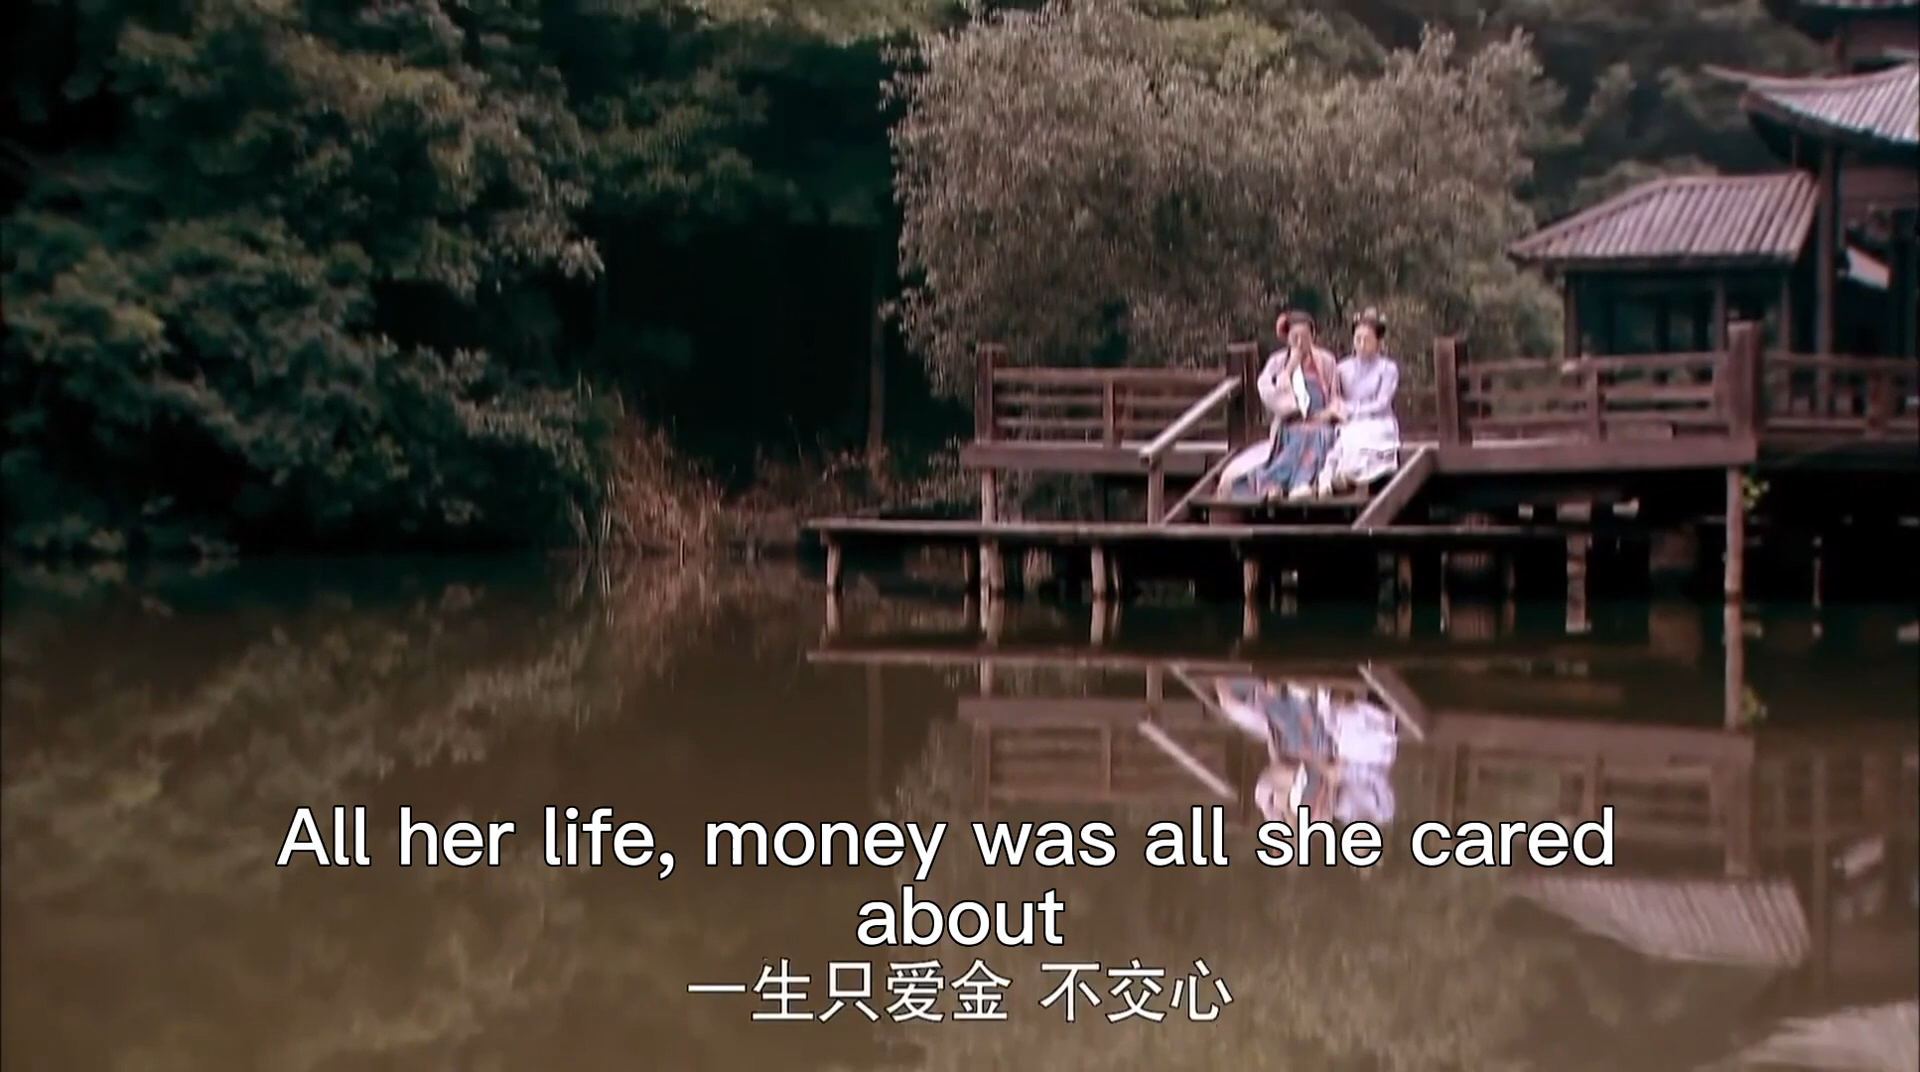 All her life, money was all she cared
about
一生只爱金 不交心